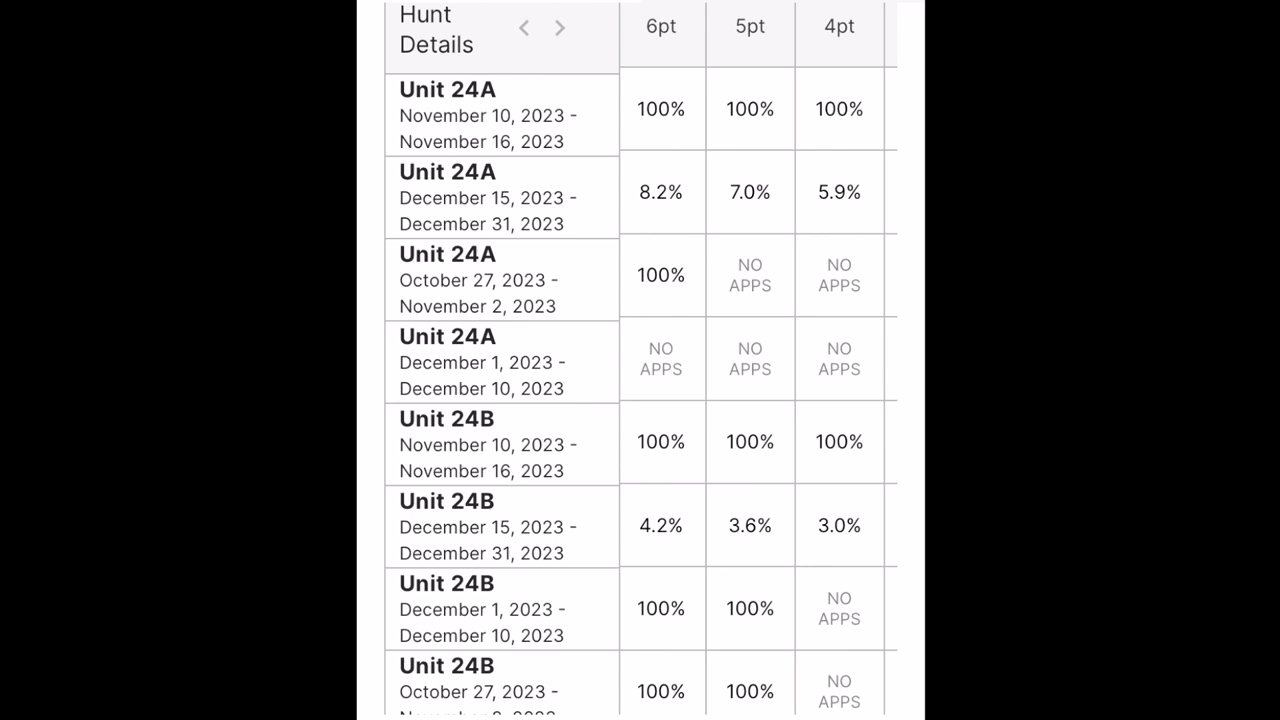 Hunt
Details
6pt 5pt 4pt
Unit 24A
November 10, 2023 -
November 16, 2023
100% 100% 100%
Unit 24A
December 15, 2023 -
December 31, 2023
8.2% 7.0% 5.9%
Unit 24A
October 27, 2023 -
November 2, 2023
100% NO APPS NO APPS
Unit 24A
December 1, 2023 -
December 10, 2023
NO APPS NO APPS NO APPS
Unit 24B
November 10, 2023 -
November 16, 2023
100% 100% 100%
Unit 24B
December 15, 2023 -
December 31, 2023
4.2% 3.6% 3.0%
Unit 24B
December 1, 2023 -
December 10, 2023
100% 100% NO APPS
Unit 24B
October 27, 2023 -
100% 100% NO APPS